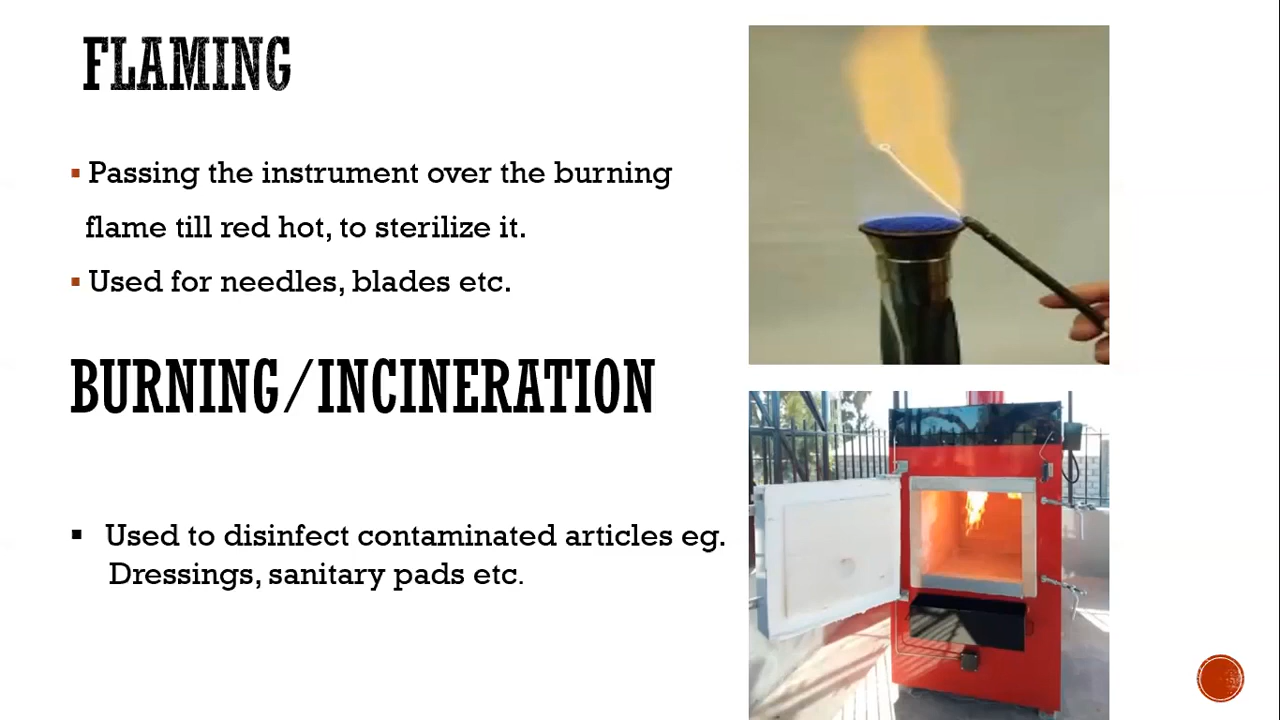 FLAMING
▪ Passing the instrument over the burning
flame till red hot, to sterilize it.
▪ Used for needles, blades etc.
BURNING/INCINERATION
▪ Used to disinfect contaminated articles eg.
Dressings, sanitary pads etc.